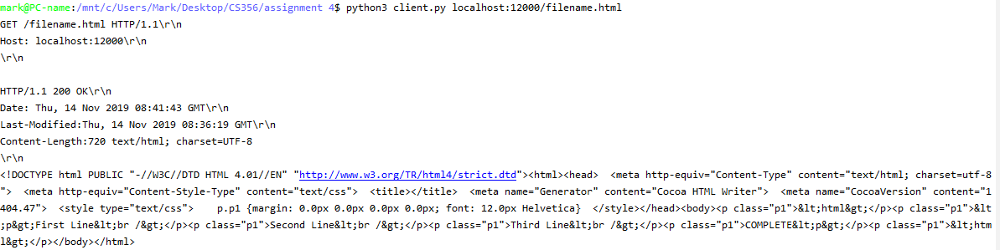 mark@PC-name:/mnt/c/Users/Mark/Desktop/CS356/assignment 4$ python3 client.py localhost:12000/filename.html
GET /filename.html HTTP/1.1\r\n
Host: localhost:12000\r\n
\r\n
HTTP/1.1 200 OK\r\n
Date: Thu, 14 Nov 2019 08:41:43 GMT\r\n
Last-Modified:Thu, 14 Nov 2019 08:36:19 GMT\r\n
Content-Length:720 text/html; charset=UTF-8
\r\n
<!DOCTYPE html PUBLIC "-//W3C//DTD HTML 4.01//EN" "http://www.w3.org/TR/html4/strict.dtd"><html><head>  <meta http-equiv="Content-Type" content="text/html; charset=utf-8
">  <meta http-equiv="Content-Style-Type" content="text/css">  <title></title>  <meta name="Generator" content="Cocoa HTML Writer">  <meta name="CocoaVersion" content="1
404.47">  <style type="text/css">    p.p1 {margin: 0.0px 0.0px 0.0px 0.0px; font: 12.0px Helvetica}  </style></head><body><p class="p1">&lt;html&gt;</p><p class="p1">&lt
;p&gt;First Line&lt;br /&gt;</p><p class="p1">Second Line&lt;br /&gt;</p><p class="p1">Third Line&lt;br /&gt;</p><p class="p1">COMPLETE&lt;p&gt;</p><p class="p1">&lt;htm
l&gt;</p></body></html>